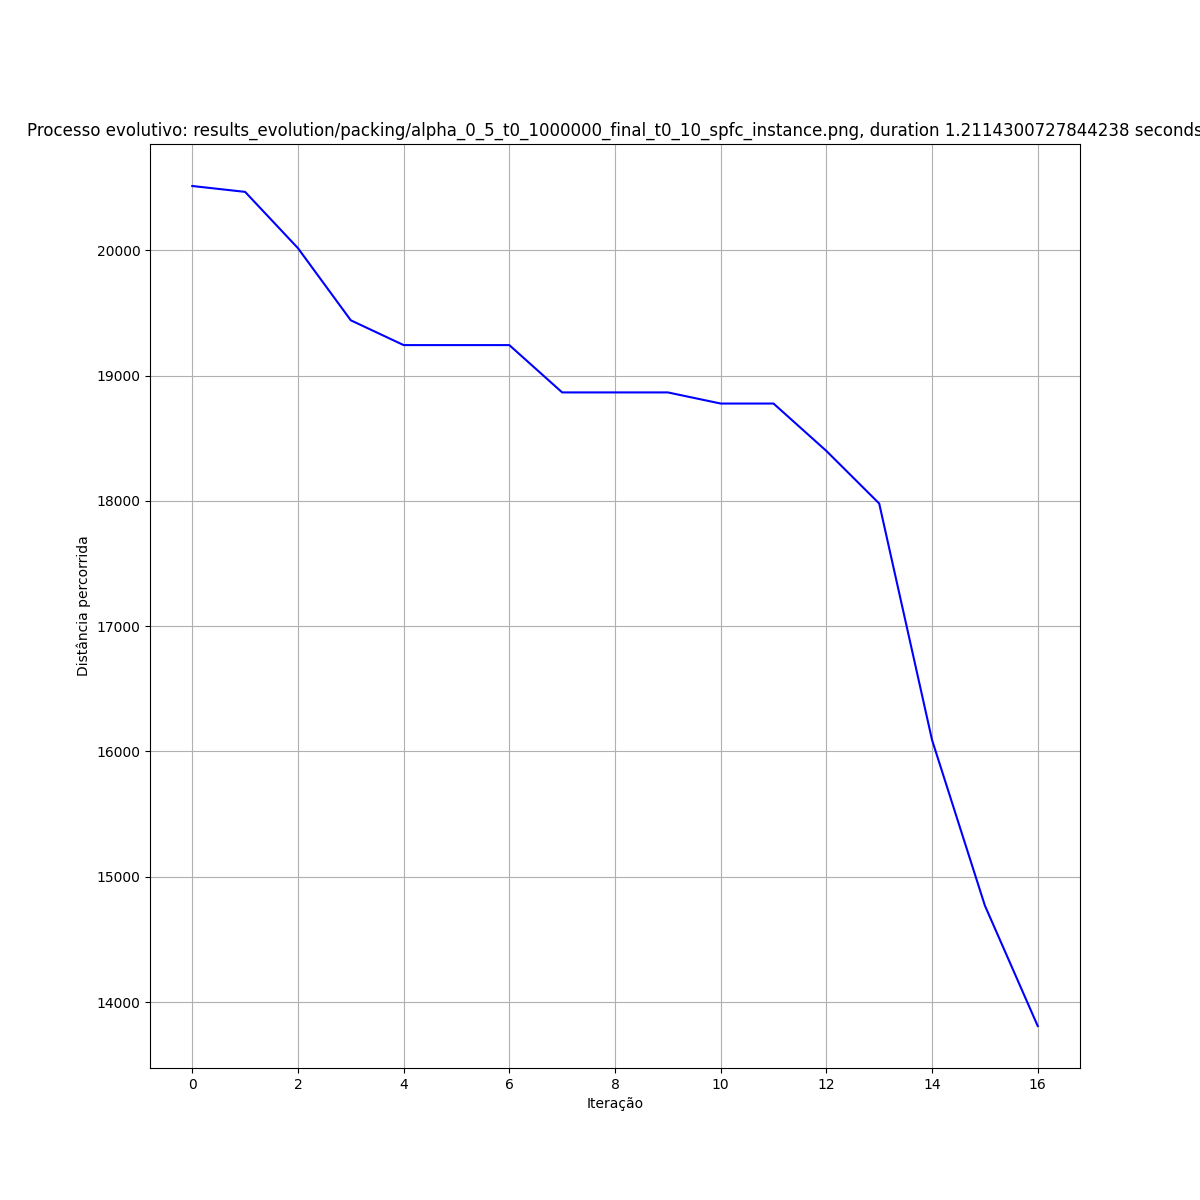 Processo evolutivo: results_evolution/packing/alpha_0_5_t0_1000000_final_t0_10_spfc_instance.png, duration 1.2114300727844238 seconds
20000
19000
18000
17000
16000
15000
14000
Distância percorrida
0 2 4 6 8 10 12 14 16
Iteração